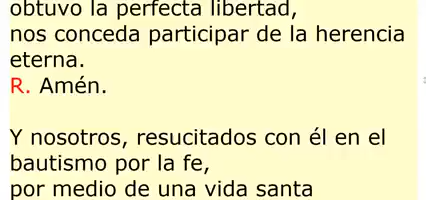 obtuvo la perfecta libertad,
nos conceda participar de la herencia
eterna.
R. Amén.
Y nosotros, resucitados con él en el
bautismo por la fe,
por medio de una vida santa